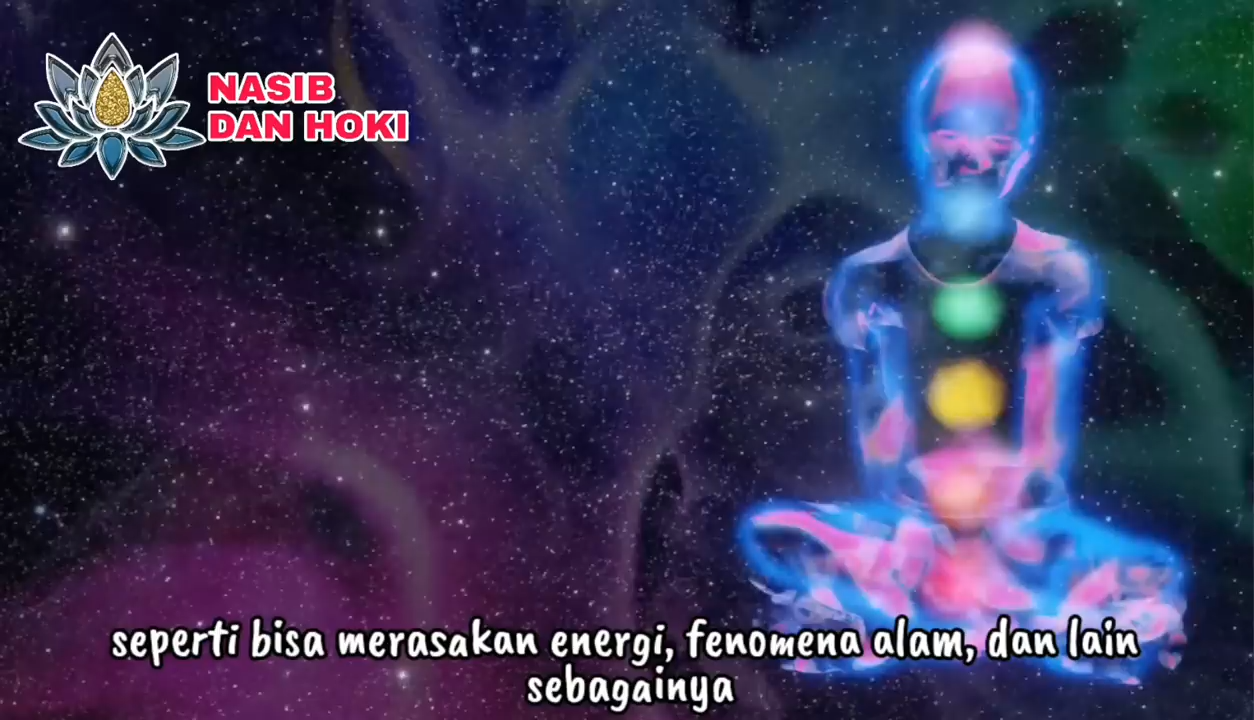 NASIB
DAN HOKI
seperti bisa merasakan energi, fenomena alam, dan lain
sebagainya